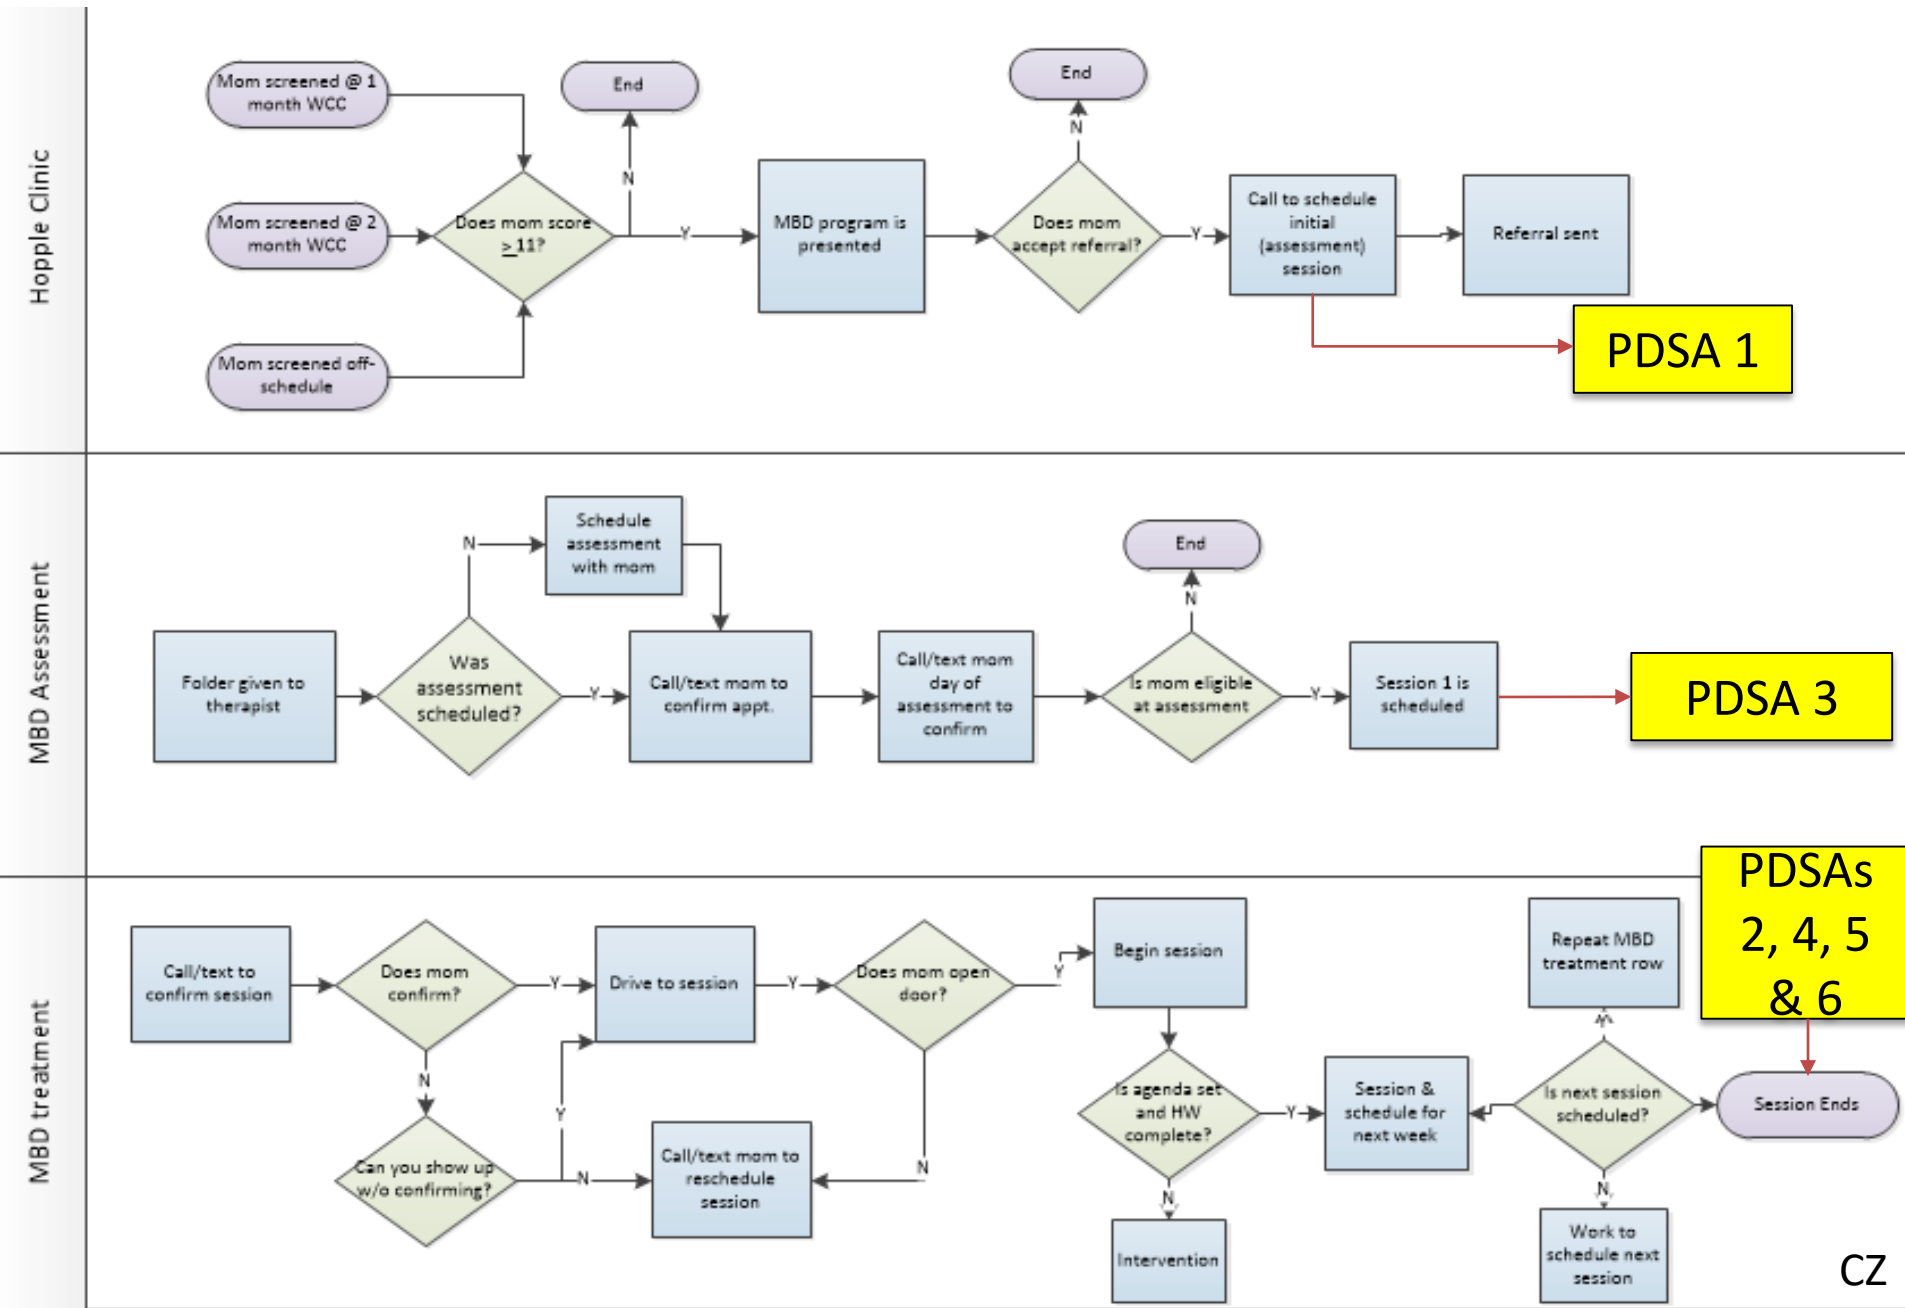 Hopple Clinic
Mom screened @ 1
month WCC
Mom screened @ 2
month WCC
Mom screened off-
schedule
Does mom score
≥ 11?
N
End
Y
MBD program is
presented
Does mom
accept referral?
N
End
Y
Call to schedule
initial
(assessment)
session
Referral sent
PDSA 1
MBD Assessment
Folder given to
therapist
Was
assessment
scheduled?
N
Schedule
assessment
with mom
Y
Call/text mom to
confirm appt.
Call/text mom
day of
assessment to
confirm
Is mom eligible
at assessment
N
End
Y
Session 1 is
scheduled
PDSA 3
MBD treatment
Call/text to
confirm session
Does mom
confirm?
Y
N
Can you show up
w/o confirming?
Y
N
Drive to session
Y
Call/text mom to
reschedule
session
Does mom open
door?
N
Y
Begin session
Is agenda set
and HW
complete?
Y
N
Intervention
Session &
schedule for
next week
Repeat MBD
treatment row
Y
Is next session
scheduled?
N
Work to
schedule next
session
PDSAs
2, 4, 5
& 6
Session Ends
CZ